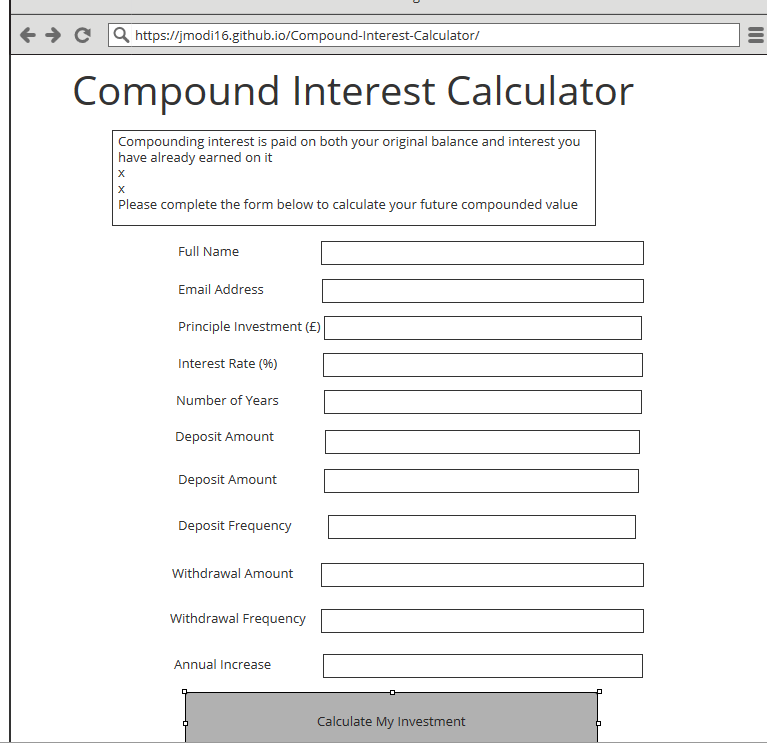 https://jmodi16.github.io/Compound-Interest-Calculator/
Compound Interest Calculator
Compounding interest is paid on both your original balance and interest you
have already earned on it
x
x
Please complete the form below to calculate your future compounded value
Full Name
Email Address
Principle Investment (£)
Interest Rate (%)
Number of Years
Deposit Amount
Deposit Amount
Deposit Frequency
Withdrawal Amount
Withdrawal Frequency
Annual Increase
Calculate My Investment